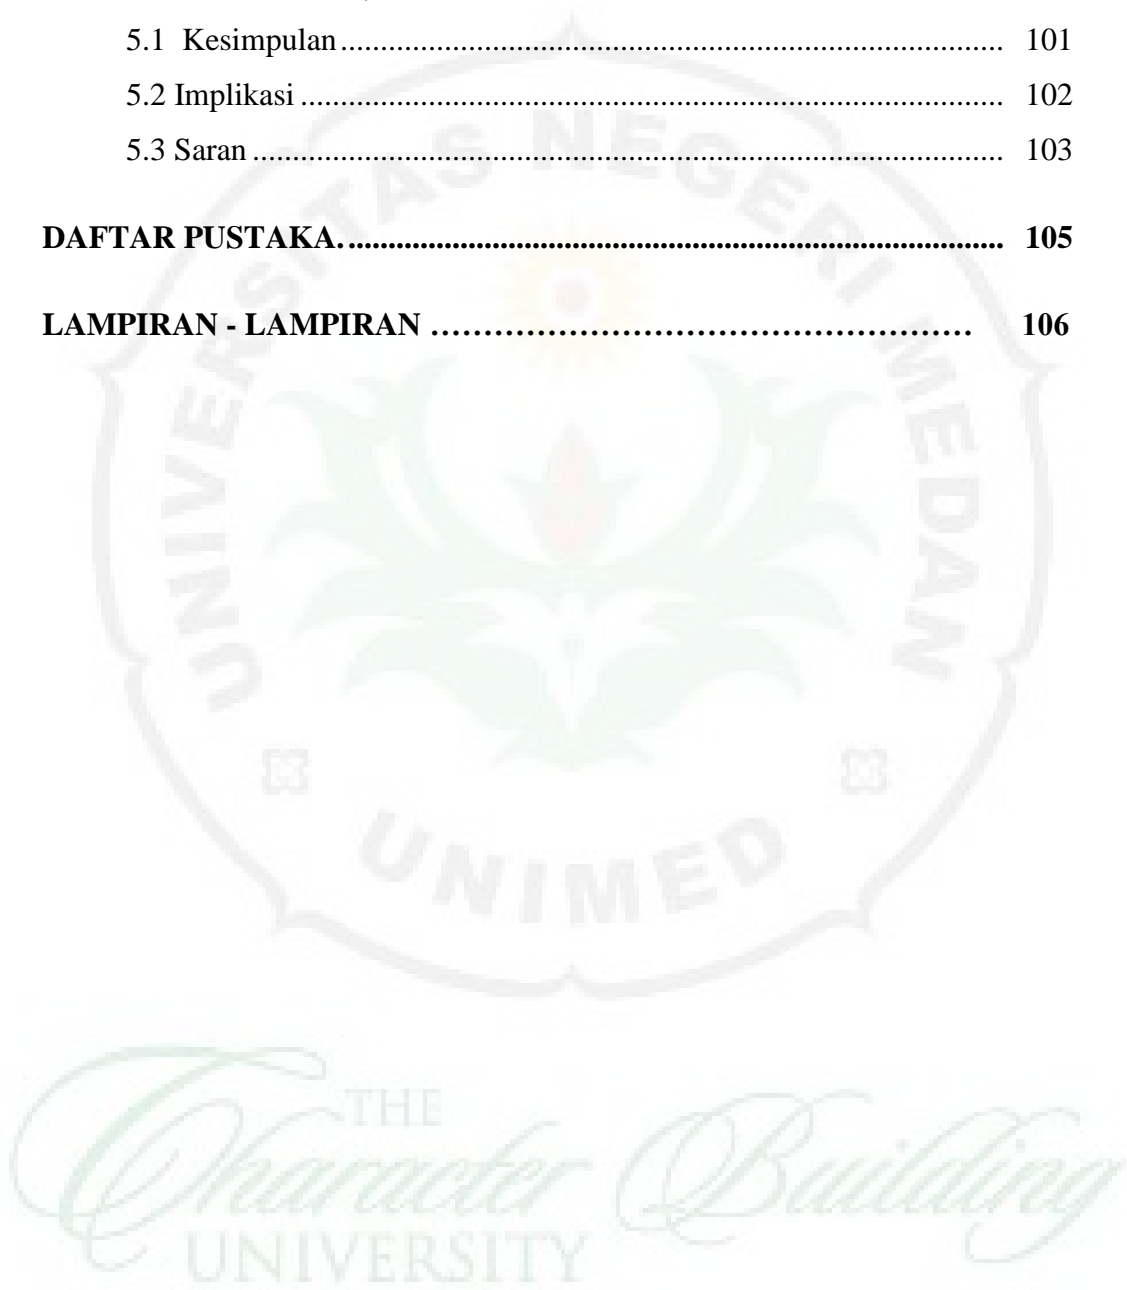 5.1 Kesimpulan.................................................................................... 101
5.2 Implikasi......................................................................................... 102
5.3 Saran............................................................................................... 103
DAFTAR PUSTAKA.................................................................................... 105
LAMPIRAN - LAMPIRAN …………………………………………… 106
UNIVERSITAS NEGERI MEDAN
UNIMED
THE
Character Building
UNIVERSITY